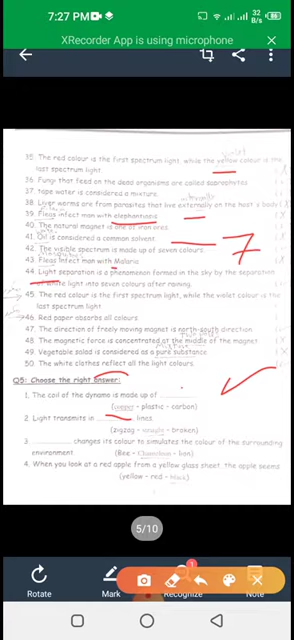 7:27 PM
32 B/s
XRecorder App is using microphone
violet
35. The red colour is the first spectrum light, while the yellow colour is the
last spectrum light.
36. Fungi that feed on the dead organisms are called saprophytes
37. tape water is considered a mixture.
internally
38. Liver worms are from parasites that live externally on the host's body
39. Fleas infect man with elephantiasis
40. The natural magnet is one of iron ores
41. Oil is considered a common solvent
42. The visible spectrum is made up of seven colours.
43. Fleas infect man with Malaria
44. Light separation is a phenomenon formed in the sky by the separation
of white light into seven colours after raining.
45. The red colour is the first spectrum light, while the violet colour is the
last spectrum light.
46. Red paper absorbs all colours.
47. The direction of freely moving magnet is north-south direction
48. The magnetic force is concentrated at the middle of the magnet
mixture
49. Vegetable salad is considered as a pure substance
50. The white clothes reflect all the light colours.
7
Q5: Choose the right answer:
1. The coil of the dynamo is made up of ............
(copper - plastic - carbon)
2. Light transmits in ............ lines.
(zigzag - straight - broken)
3. ............ changes its colour to simulate the colour of the surrounding
environment (Bee - Chameleon - lion)
4. When you look at a red apple from a yellow glass sheet, the apple seems
(yellow - red - black)
5/10
Rotate
Markup
Recognize
Note
1